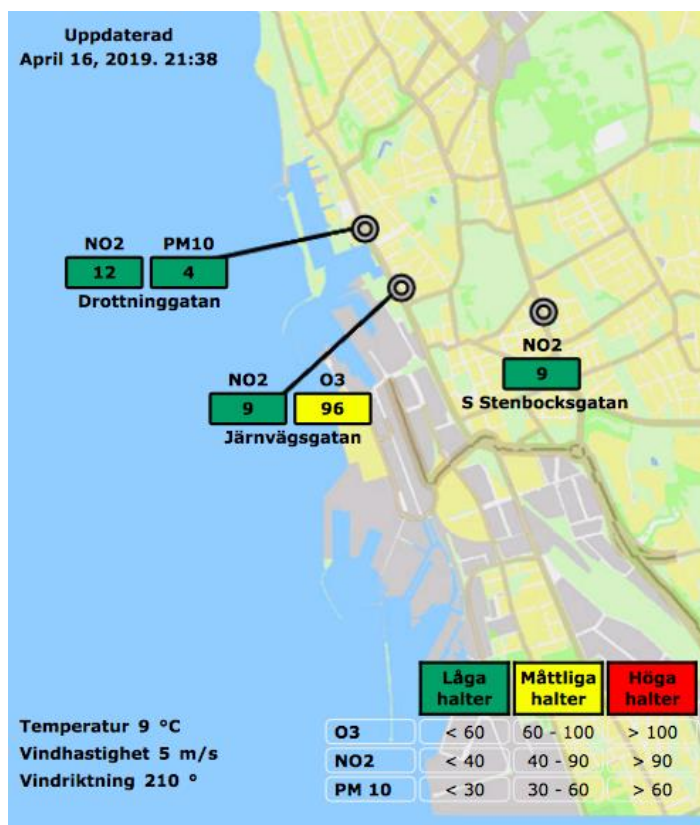 Uppdaterad
April 16, 2019. 21:38
NO2 PM10
12 4
Drottninggatan
NO2 O3
9 96
Järnvägsgatan
NO2
9
S Stenbocksgatan
Låga halter Måttliga halter Höga halter
O3 < 60 60 - 100 > 100
NO2 < 40 40 - 90 > 90
PM 10 < 30 30 - 60 > 60
Temperatur 9 °C
Vindhastighet 5 m/s
Vindriktning 210 °